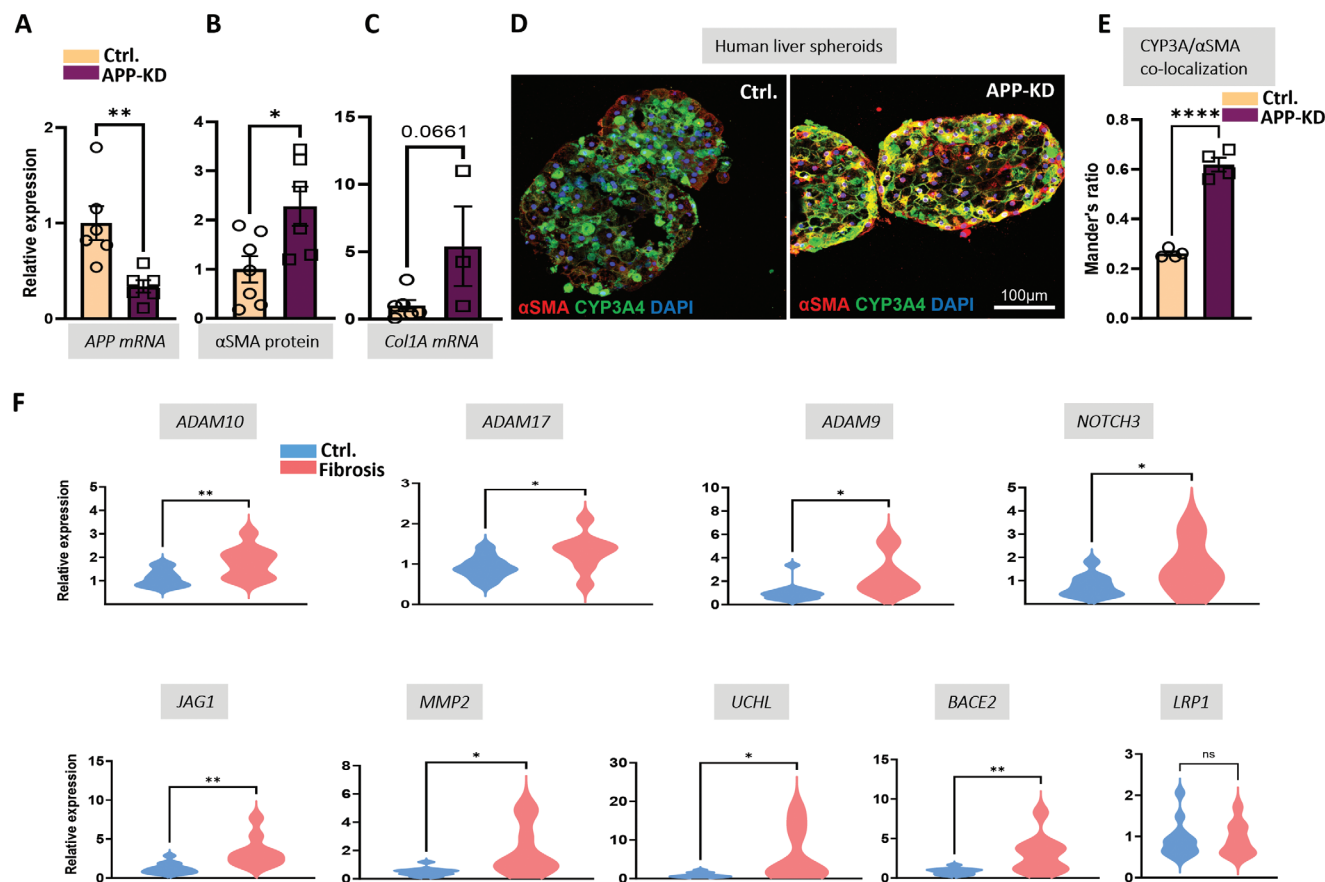 A
Ctrl.
APP-KD
Relative expression
2
1
0
**
APP mRNA
B
4
3
2
1
0
*
αSMA protein
C
15
10
5
0
0.0661
Col1A mRNA
D
Human liver spheroids
Ctrl.
αSMA CYP3A4 DAPI
APP-KD
αSMA CYP3A4 DAPI
100µm
E
CYP3A/αSMA
co-localization
Ctrl.
APP-KD
Mander's ratio
0.8
0.6
0.4
0.2
0.0
****
F
Ctrl.
Fibrosis
ADAM10
Relative expression
5
4
3
2
1
**
ADAM17
3
2
1
0
*
ADAM9
10
8
6
4
2
0
*
NOTCH3
5
4
3
2
1
*
JAG1
Relative expression
15
10
5
0
**
MMP2
8
6
4
2
0
*
UCHL
30
20
10
0
*
BACE2
15
10
5
0
**
LRP1
3
2
1
0
ns